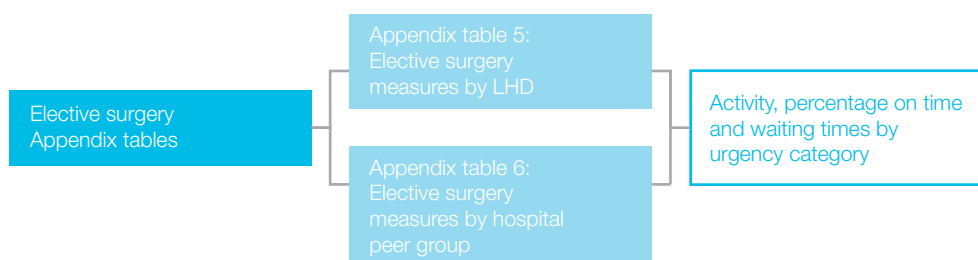 Elective surgery
Appendix tables
Appendix table 5:
Elective surgery
measures by LHD
Appendix table 6:
Elective surgery
measures by hospital
peer group
Activity, percentage on time
and waiting times by
urgency category